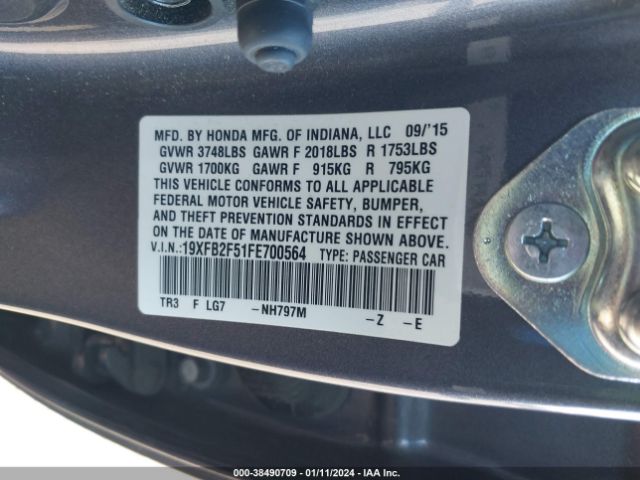 MFD. BY HONDA MFG. OF INDIANA, LLC 09/'15
GVWR 3748LBS GAWR F 2018LBS R 1753LBS
GVWR 1700KG GAWR F 915KG R 795KG
THIS VEHICLE CONFORMS TO ALL APPLICABLE
FEDERAL MOTOR VEHICLE SAFETY, BUMPER,
AND THEFT PREVENTION STANDARDS IN EFFECT
ON THE DATE OF MANUFACTURE SHOWN ABOVE.
V.I.N.:19XFB2F51FE700564 TYPE: PASSENGER CAR
TR3 F LG7 -NH797M -Z -E
000-38490709 - 01/11/2024 - IAAI.COM